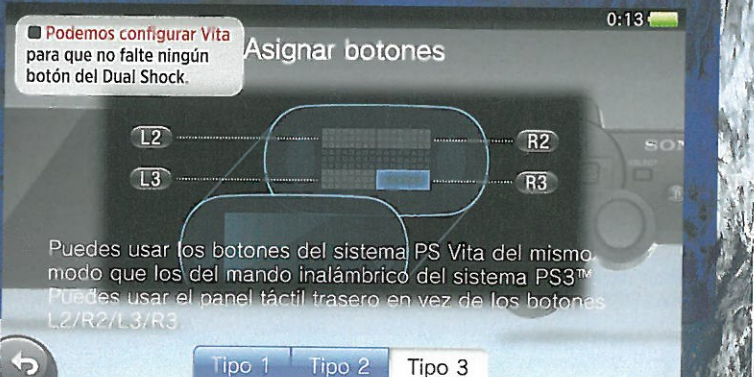 0:13
Podemos configurar Vita
para que no falte ningún
botón del Dual Shock.
Asignar botones
L2 R2
L3 R3
SON
Puedes usar los botones del sistema PS Vita del mismo
modo que los del mando inalámbrico del sistema PS3™
Puedes usar el panel táctil trasero en vez de los botones
L2/R2/L3/R3.
Tipo 1 Tipo 2 Tipo 3